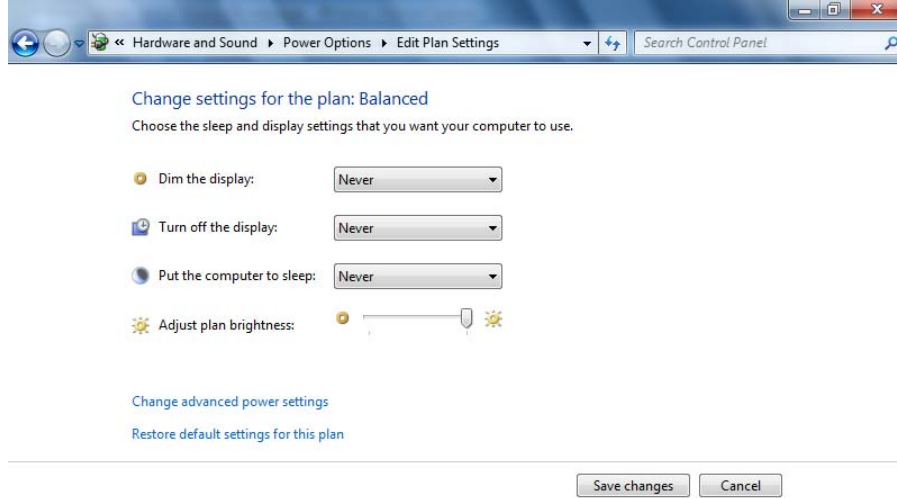 « Hardware and Sound ▸ Power Options ▸ Edit Plan Settings Search Control Panel
Change settings for the plan: Balanced
Choose the sleep and display settings that you want your computer to use.
Dim the display: Never
Turn off the display: Never
Put the computer to sleep: Never
Adjust plan brightness:
Change advanced power settings
Restore default settings for this plan
Save changes Cancel